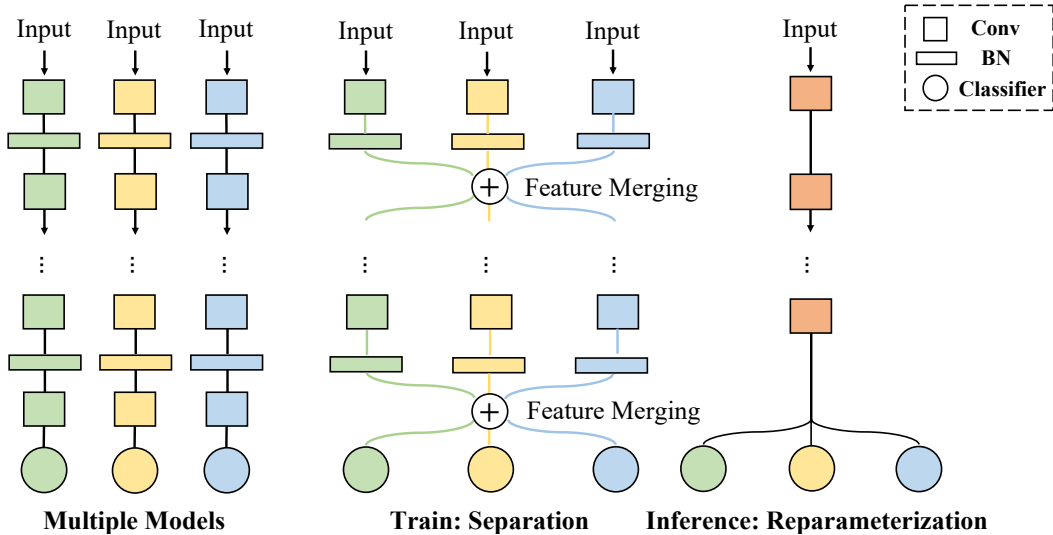 Input Input Input Input Input Input Input
Conv
BN
Classifier
+ Feature Merging
⋮ ⋮ ⋮ ⋮ ⋮ ⋮ ⋮
+ Feature Merging
Multiple Models Train: Separation Inference: Reparameterization